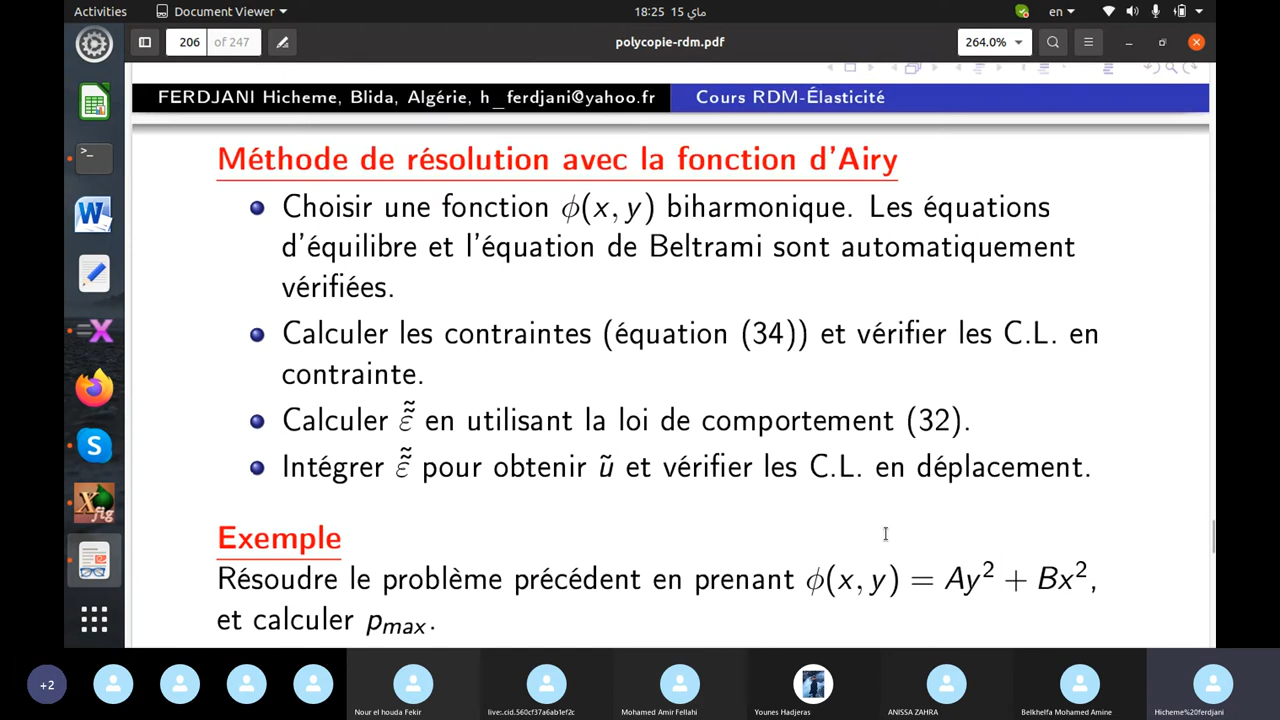 Activities Document Viewer 18:25 15 ماي en
206 of 247 polycopie-rdm.pdf 264.0%
FERDJANI Hicheme, Blida, Algérie, h_ferdjani@yahoo.fr Cours RDM-Élasticité
Méthode de résolution avec la fonction d'Airy
Choisir une fonction ϕ(x, y) biharmonique. Les équations
d'équilibre et l'équation de Beltrami sont automatiquement
vérifiées.
Calculer les contraintes (équation (34)) et vérifier les C.L. en
contrainte.
Calculer ε̃̃ en utilisant la loi de comportement (32).
Intégrer ε̃̃ pour obtenir ũ et vérifier les C.L. en déplacement.
Exemple
Résoudre le problème précédent en prenant ϕ(x, y) = Ay² + Bx²,
et calculer pmax.
+2
Nour el houda Fekir live:.cid.560cf37a6ab1ef2c Mohamed Amir Fellahi Younes Hadjeras ANISSA ZAHRA Belkhelfa Mohamed Amine Hicheme%20ferdjani